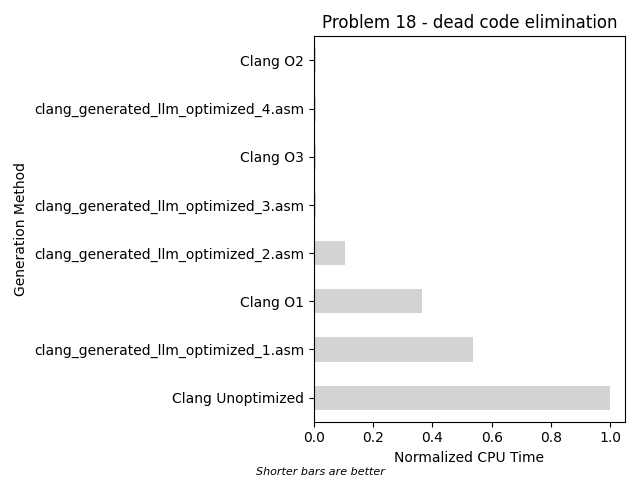 Problem 18 - dead code elimination
Generation Method
Clang O2
clang_generated_llm_optimized_4.asm
Clang O3
clang_generated_llm_optimized_3.asm
clang_generated_llm_optimized_2.asm
Clang O1
clang_generated_llm_optimized_1.asm
Clang Unoptimized
0.0 0.2 0.4 0.6 0.8 1.0
Normalized CPU Time
Shorter bars are better